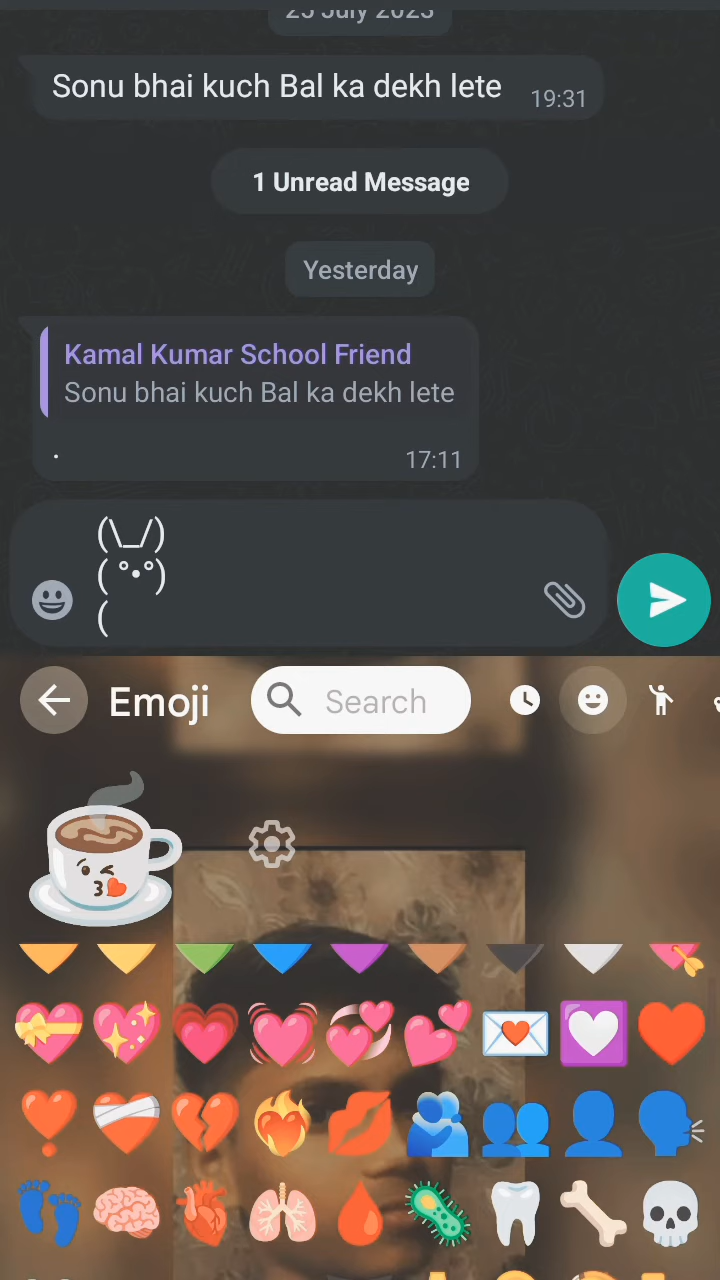 25 July 2023
Sonu bhai kuch Bal ka dekh lete 19:31
1 Unread Message
Yesterday
Kamal Kumar School Friend
Sonu bhai kuch Bal ka dekh lete
.
17:11
(\_/)
( °•°)
(
Emoji
Search